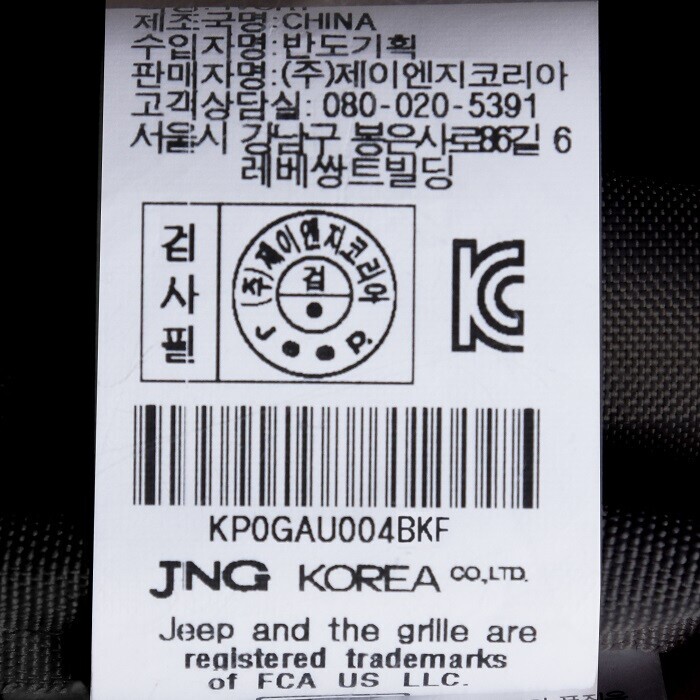 제조국명:CHINA
수입자명:반도기획
판매자명:(주)제이엔지코리아
고객상담실: 080-020-5391
서울시 강남구 봉은사로86길 6
레베쌍트빌딩
검사필
(주)제이엔지코리아
검
J P.
KC
KP0GAU004BKF
JNG KOREA CO.,LTD.
Jeep and the grille are
registered trademarks
of FCA US LLC.